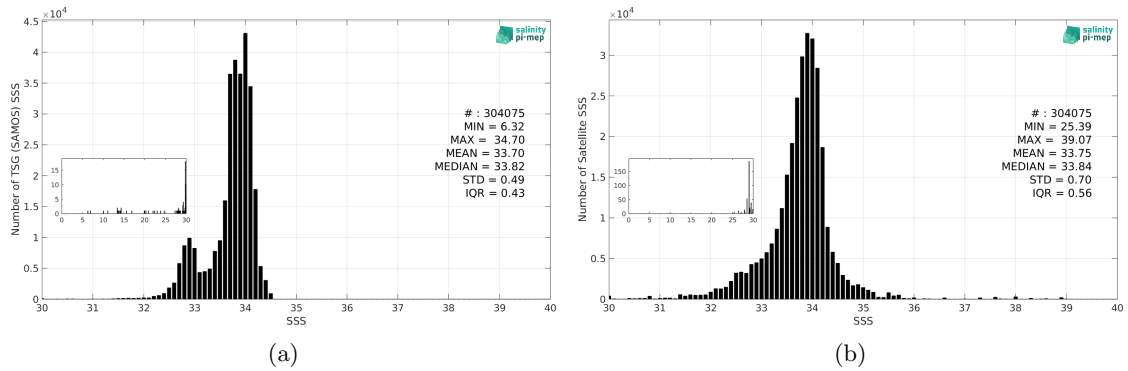 ×10⁴
4.5
4
3.5
3
2.5
2
1.5
1
0.5
0
Number of TSG (SAMOS) SSS
salinity
pi-mep
# : 304075
MIN = 6.32
MAX = 34.70
MEAN = 33.70
MEDIAN = 33.82
STD = 0.49
IQR = 0.43
15
10
5
0
0 5 10 15 20 25 30
30 31 32 33 34 35 36 37 38 39 40
SSS
(a)
×10⁴
3.5
3
2.5
2
1.5
1
0.5
0
Number of Satellite SSS
salinity
pi-mep
# : 304075
MIN = 25.39
MAX = 39.07
MEAN = 33.75
MEDIAN = 33.84
STD = 0.70
IQR = 0.56
150
100
50
0
0 5 10 15 20 25 30
30 31 32 33 34 35 36 37 38 39 40
SSS
(b)